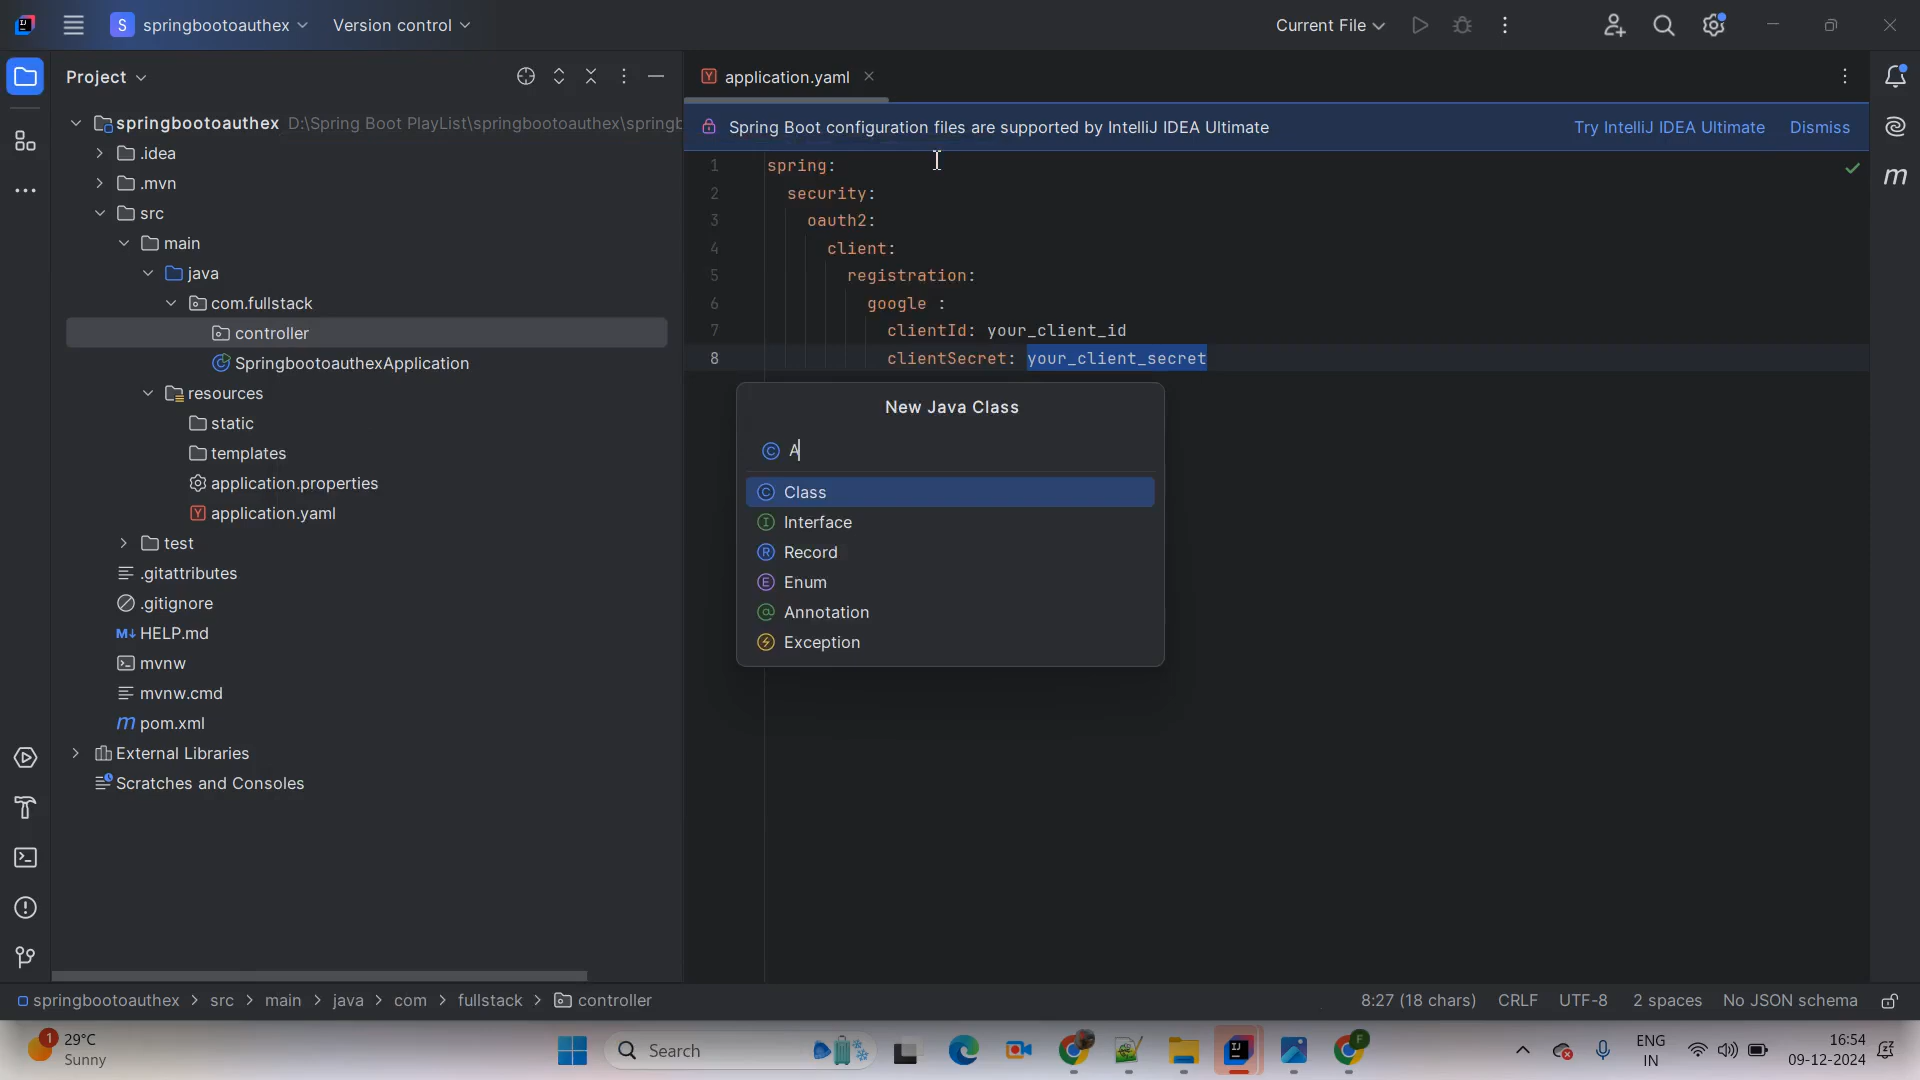 S springbootoauthex Version control Current File
Project
application.yaml
springbootoauthex D:\Spring Boot PlayList\springbootoauthex\springb
Spring Boot configuration files are supported by IntelliJ IDEA Ultimate Try IntelliJ IDEA Ultimate Dismiss
.idea
.mvn
src
main
java
com.fullstack
controller
SpringbootoauthexApplication
resources
static
templates
application.properties
application.yaml
test
.gitattributes
.gitignore
M↓ HELP.md
mvnw
mvnw.cmd
m pom.xml
External Libraries
Scratches and Consoles
1 spring:
2 security:
3 oauth2:
4 client:
5 registration:
6 google :
7 clientId: your_client_id
8 clientSecret: your_client_secret
New Java Class
C A
C Class
I Interface
R Record
E Enum
@ Annotation
Exception
m
springbootoauthex > src > main > java > com > fullstack > controller 8:27 (18 chars) CRLF UTF-8 2 spaces No JSON schema
1 29°C
Sunny
Search
ENG
IN
16:54
09-12-2024